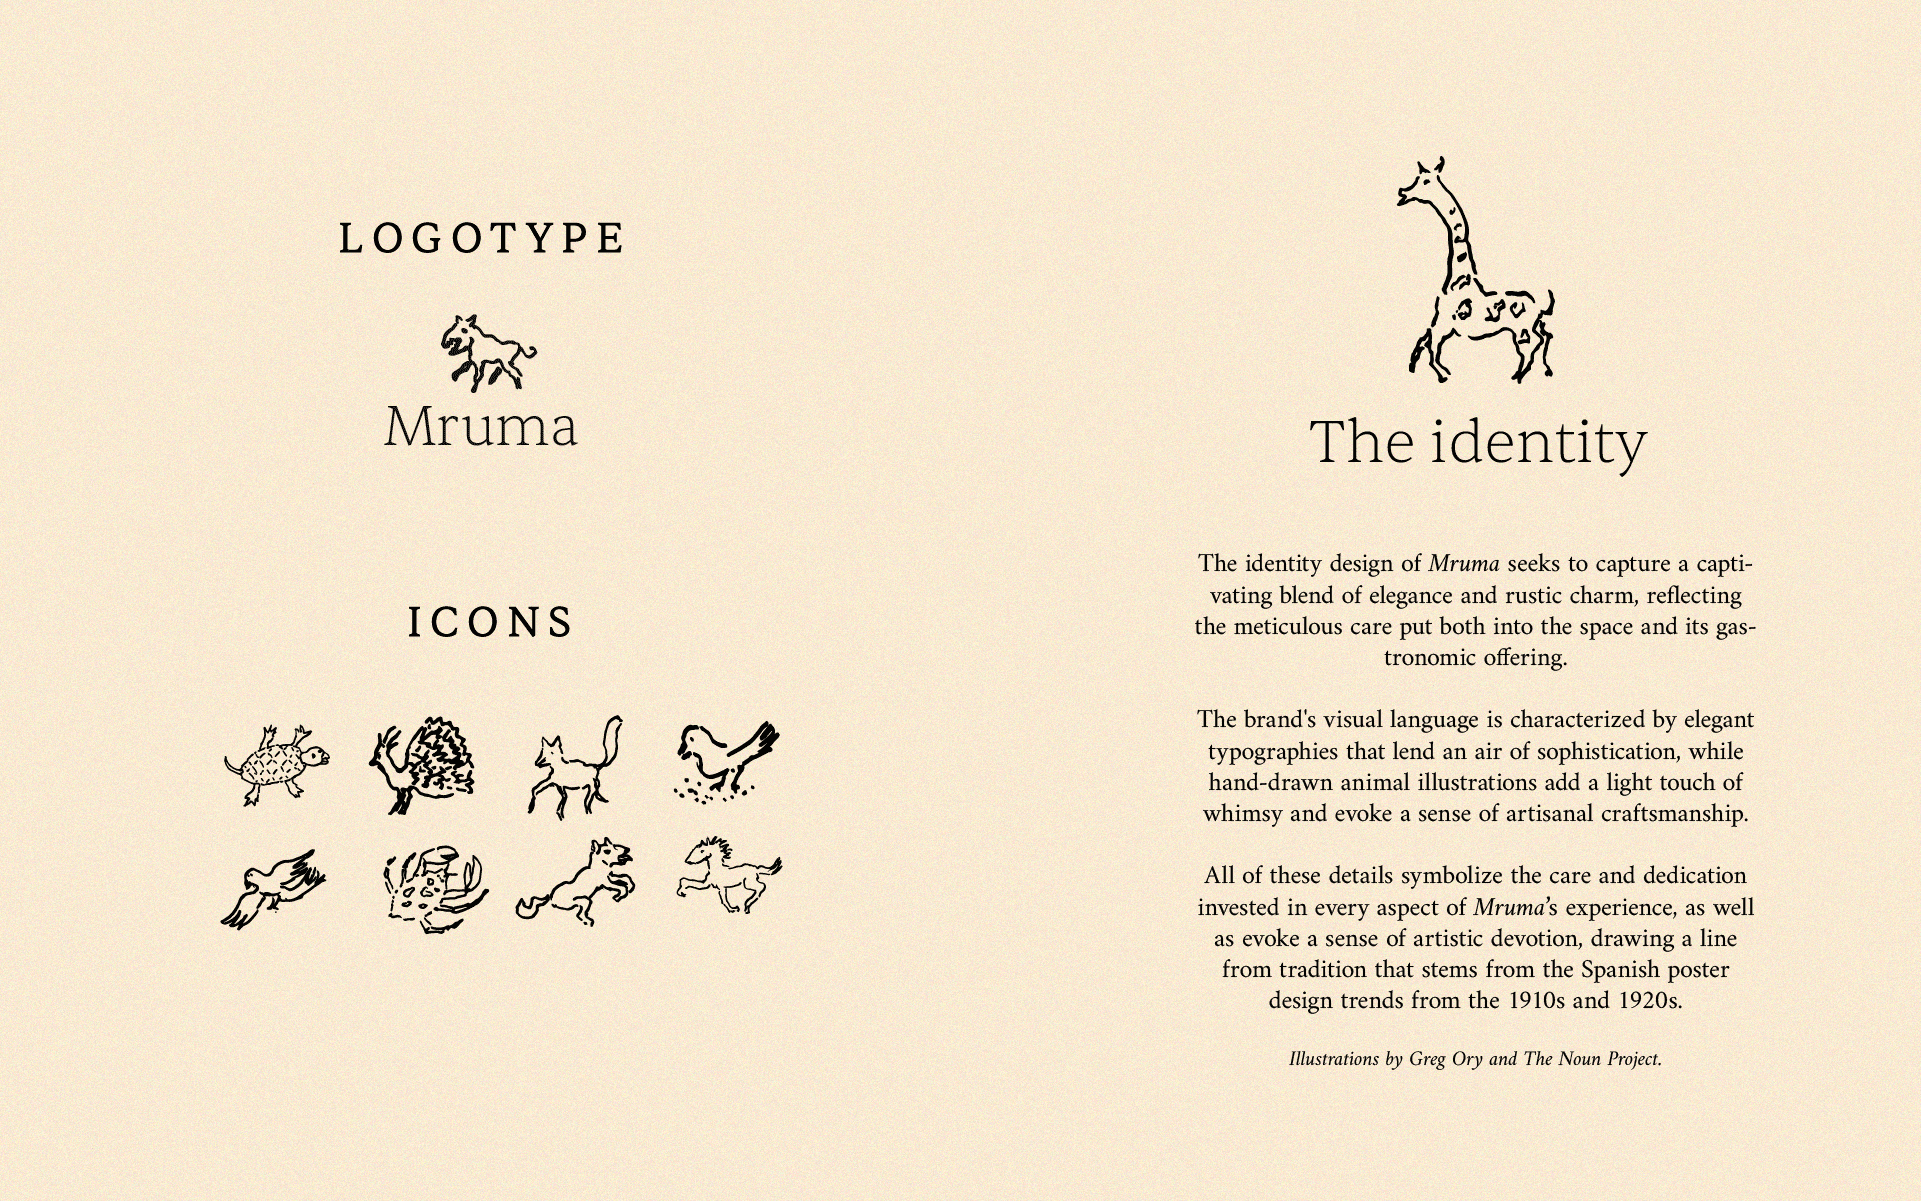 LOGOTYPE
Mruma
ICONS
The identity
The identity design of Mruma seeks to capture a capti-
vating blend of elegance and rustic charm, reflecting
the meticulous care put both into the space and its gas-
tronomic offering.
The brand's visual language is characterized by elegant
typographies that lend an air of sophistication, while
hand-drawn animal illustrations add a light touch of
whimsy and evoke a sense of artisanal craftsmanship.
All of these details symbolize the care and dedication
invested in every aspect of Mruma’s experience, as well
as evoke a sense of artistic devotion, drawing a line
from tradition that stems from the Spanish poster
design trends from the 1910s and 1920s.
Illustrations by Greg Ory and The Noun Project.